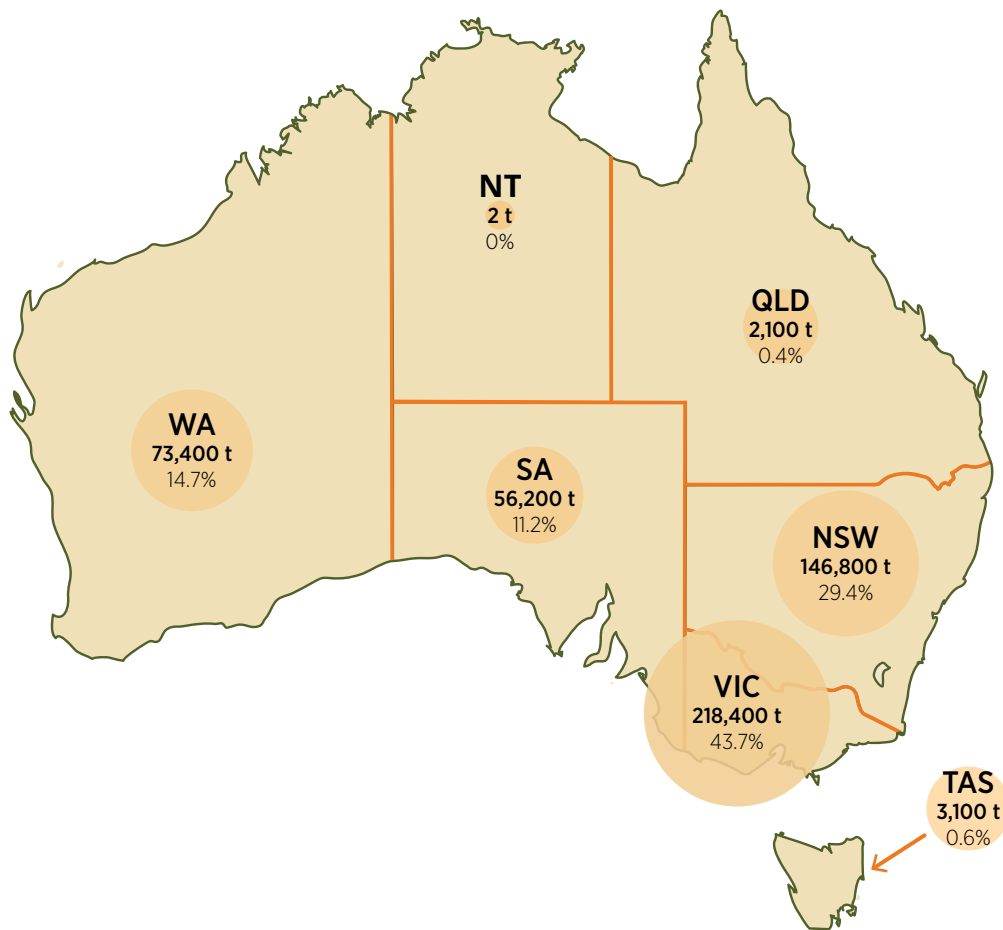 NT
2 t
0%
QLD
2,100 t
0.4%
WA
73,400 t
14.7%
SA
56,200 t
11.2%
NSW
146,800 t
29.4%
VIC
218,400 t
43.7%
TAS
3,100 t
0.6%